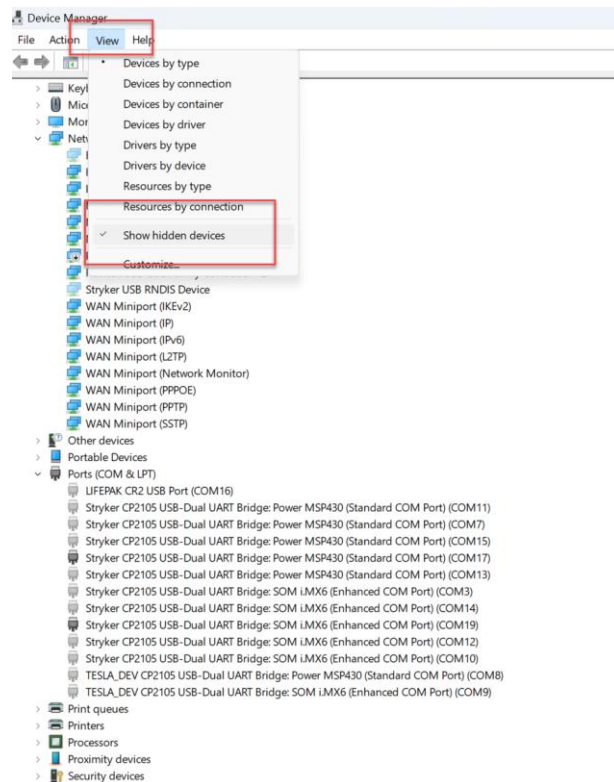 Device Manager
File Action View Help
Devices by type
Devices by connection
Devices by container
Devices by driver
Drivers by type
Drivers by device
Resources by type
Resources by connection
Show hidden devices
Customize...
Stryker USB RNDIS Device
WAN Miniport (IKEv2)
WAN Miniport (IP)
WAN Miniport (IPv6)
WAN Miniport (L2TP)
WAN Miniport (Network Monitor)
WAN Miniport (PPPOE)
WAN Miniport (PPTP)
WAN Miniport (SSTP)
Other devices
Portable Devices
Ports (COM & LPT)
LIFEPAK CR2 USB Port (COM16)
Stryker CP2105 USB-Dual UART Bridge: Power MSP430 (Standard COM Port) (COM11)
Stryker CP2105 USB-Dual UART Bridge: Power MSP430 (Standard COM Port) (COM7)
Stryker CP2105 USB-Dual UART Bridge: Power MSP430 (Standard COM Port) (COM15)
Stryker CP2105 USB-Dual UART Bridge: Power MSP430 (Standard COM Port) (COM17)
Stryker CP2105 USB-Dual UART Bridge: Power MSP430 (Standard COM Port) (COM13)
Stryker CP2105 USB-Dual UART Bridge: SOM i.MX6 (Enhanced COM Port) (COM3)
Stryker CP2105 USB-Dual UART Bridge: SOM i.MX6 (Enhanced COM Port) (COM14)
Stryker CP2105 USB-Dual UART Bridge: SOM i.MX6 (Enhanced COM Port) (COM19)
Stryker CP2105 USB-Dual UART Bridge: SOM i.MX6 (Enhanced COM Port) (COM12)
Stryker CP2105 USB-Dual UART Bridge: SOM i.MX6 (Enhanced COM Port) (COM10)
TESLA_DEV CP2105 USB-Dual UART Bridge: Power MSP430 (Standard COM Port) (COM8)
TESLA_DEV CP2105 USB-Dual UART Bridge: SOM i.MX6 (Enhanced COM Port) (COM9)
Print queues
Printers
Processors
Proximity devices
Security devices